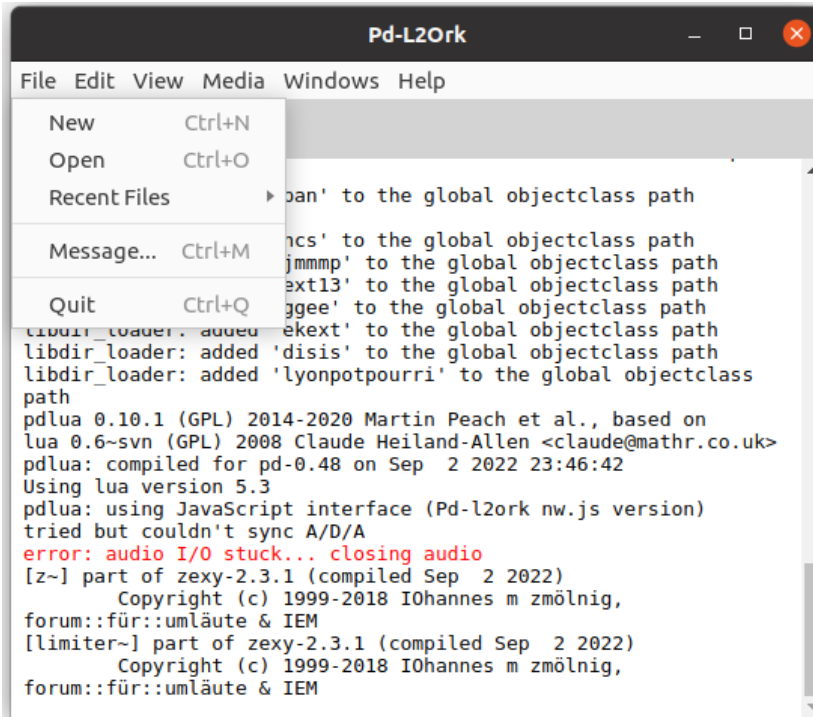 Pd-L2Ork
File Edit View Media Windows Help
New Ctrl+N
Open Ctrl+O
Recent Files
Message... Ctrl+M
Quit Ctrl+Q
' to the global objectclass path
ncs' to the global objectclass path
jmmmp' to the global objectclass path
ext13' to the global objectclass path
ggee' to the global objectclass path
libdir_loader: added 'ekext' to the global objectclass path
libdir_loader: added 'disis' to the global objectclass path
libdir_loader: added 'lyonpotpourri' to the global objectclass
path
pdlua 0.10.1 (GPL) 2014-2020 Martin Peach et al., based on
lua 0.6~svn (GPL) 2008 Claude Heiland-Allen <claude@mathr.co.uk>
pdlua: compiled for pd-0.48 on Sep  2 2022 23:46:42
Using lua version 5.3
pdlua: using JavaScript interface (Pd-l2ork nw.js version)
tried but couldn't sync A/D/A
error: audio I/O stuck... closing audio
[z~] part of zexy-2.3.1 (compiled Sep  2 2022)
Copyright (c) 1999-2018 IOhannes m zmölnig,
forum::für::umläute & IEM
[limiter~] part of zexy-2.3.1 (compiled Sep  2 2022)
Copyright (c) 1999-2018 IOhannes m zmölnig,
forum::für::umläute & IEM